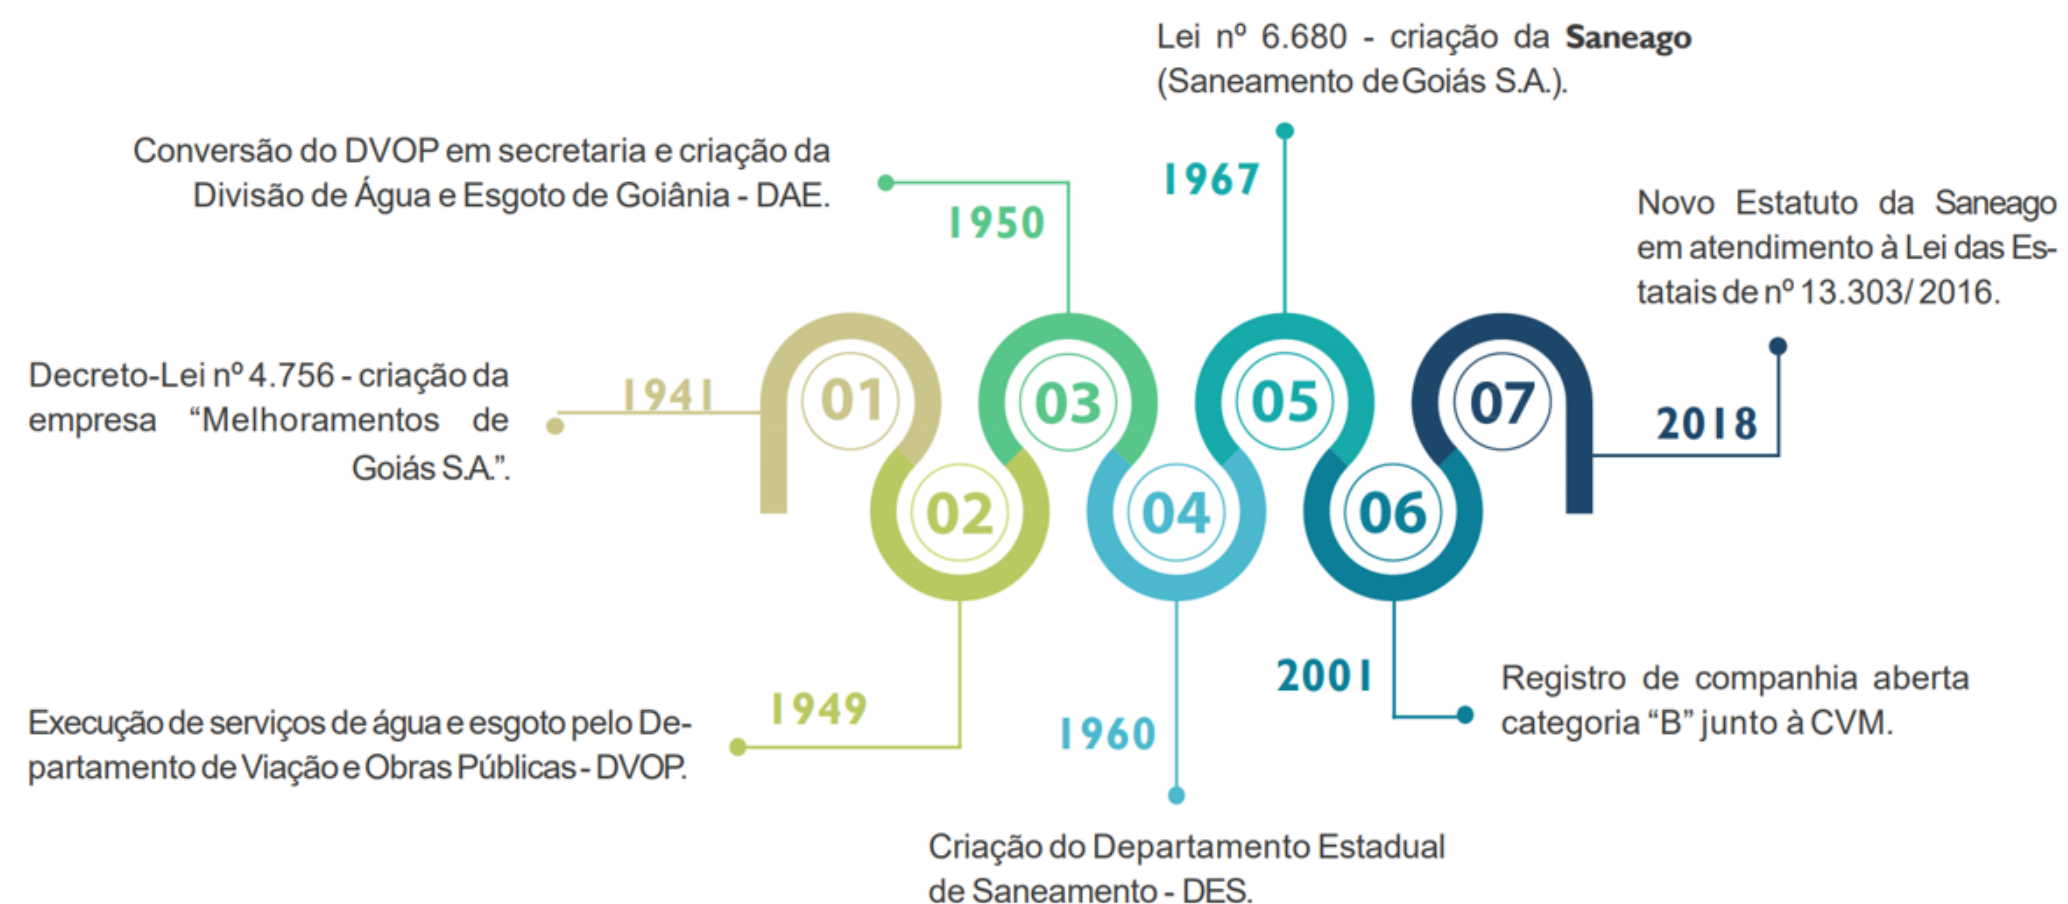 Lei nº 6.680 - criação da Saneago
(Saneamento de Goiás S.A.).
Conversão do DVOP em secretaria e criação da
Divisão de Água e Esgoto de Goiânia - DAE.
1950
1967
Novo Estatuto da Saneago
em atendimento à Lei das Es-
tatais de nº 13.303/ 2016.
Decreto-Lei nº 4.756 - criação da
empresa “Melhoramentos de
Goiás S.A.”.
1941
01
03
05
07
2018
02
04
06
Execução de serviços de água e esgoto pelo De-
partamento de Viação e Obras Públicas - DVOP.
1949
1960
2001
Registro de companhia aberta
categoria “B” junto à CVM.
Criação do Departamento Estadual
de Saneamento - DES.